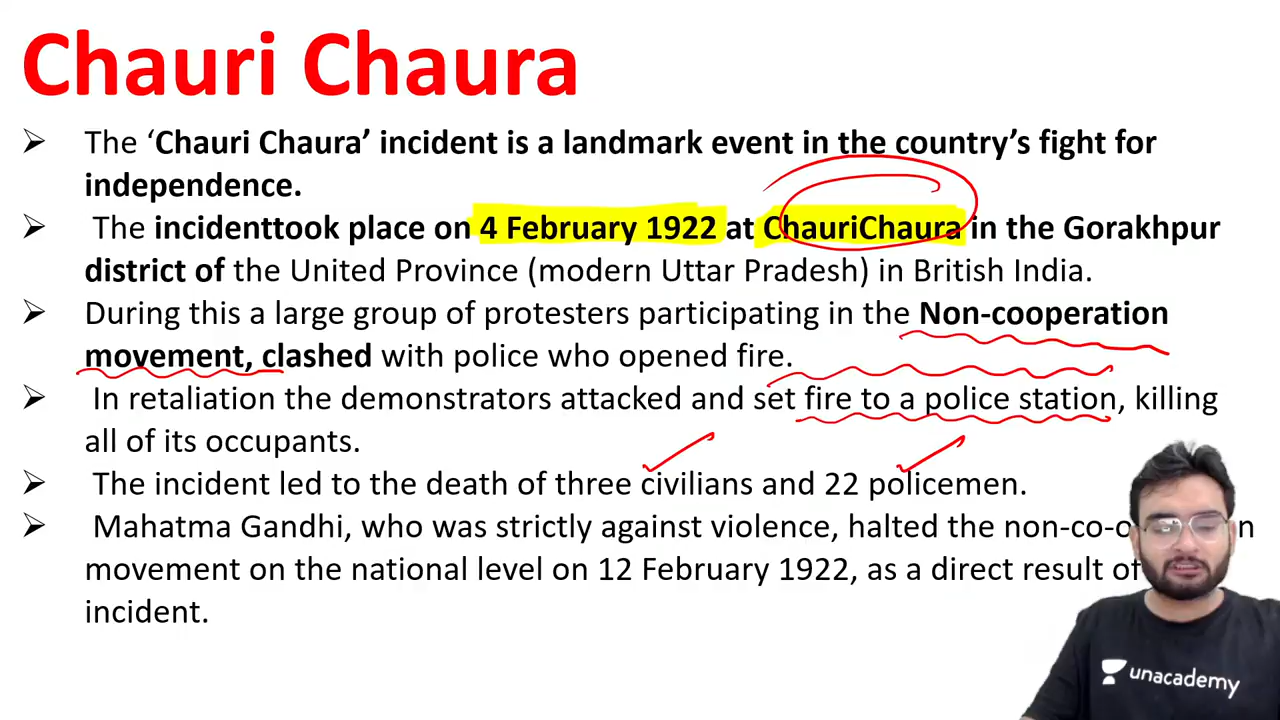 Chauri Chaura
➢ The ‘Chauri Chaura’ incident is a landmark event in the country’s fight for
independence.
➢ The incidenttook place on 4 February 1922 at ChauriChaura in the Gorakhpur
district of the United Province (modern Uttar Pradesh) in British India.
➢ During this a large group of protesters participating in the Non-cooperation
movement, clashed with police who opened fire.
➢ In retaliation the demonstrators attacked and set fire to a police station, killing
all of its occupants.
➢ The incident led to the death of three civilians and 22 policemen.
➢ Mahatma Gandhi, who was strictly against violence, halted the
movement on the national level on 12 February 1922, as a direct result of
incident.
unacademy